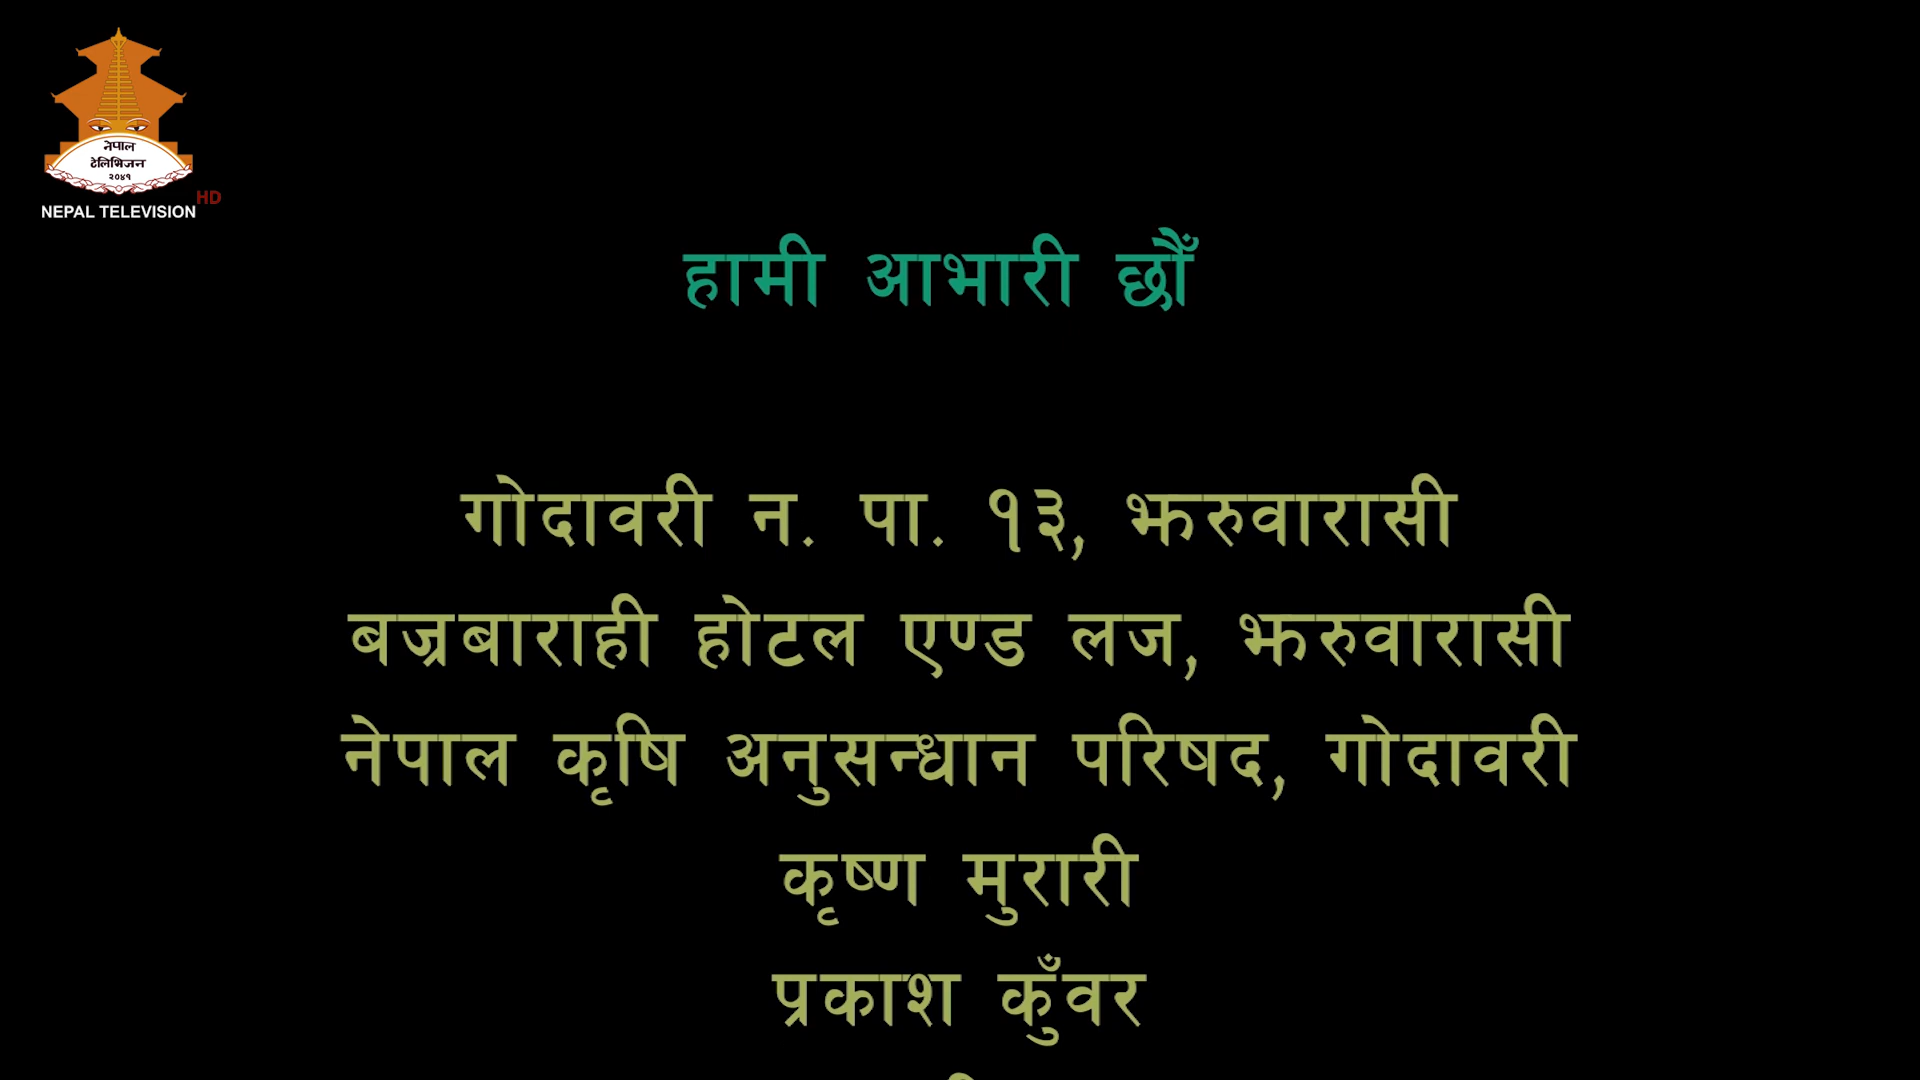 नेपाल
टेलिभिजन
२०४१
HD
NEPAL TELEVISION
हामी आभारी छौँ
गोदावरी न. पा. १३, झरुवारासी
बज्रबाराही होटल एण्ड लज, झरुवारासी
नेपाल कृषि अनुसन्धान परिषद, गोदावरी
कृष्ण मुरारी
प्रकाश कुँवर